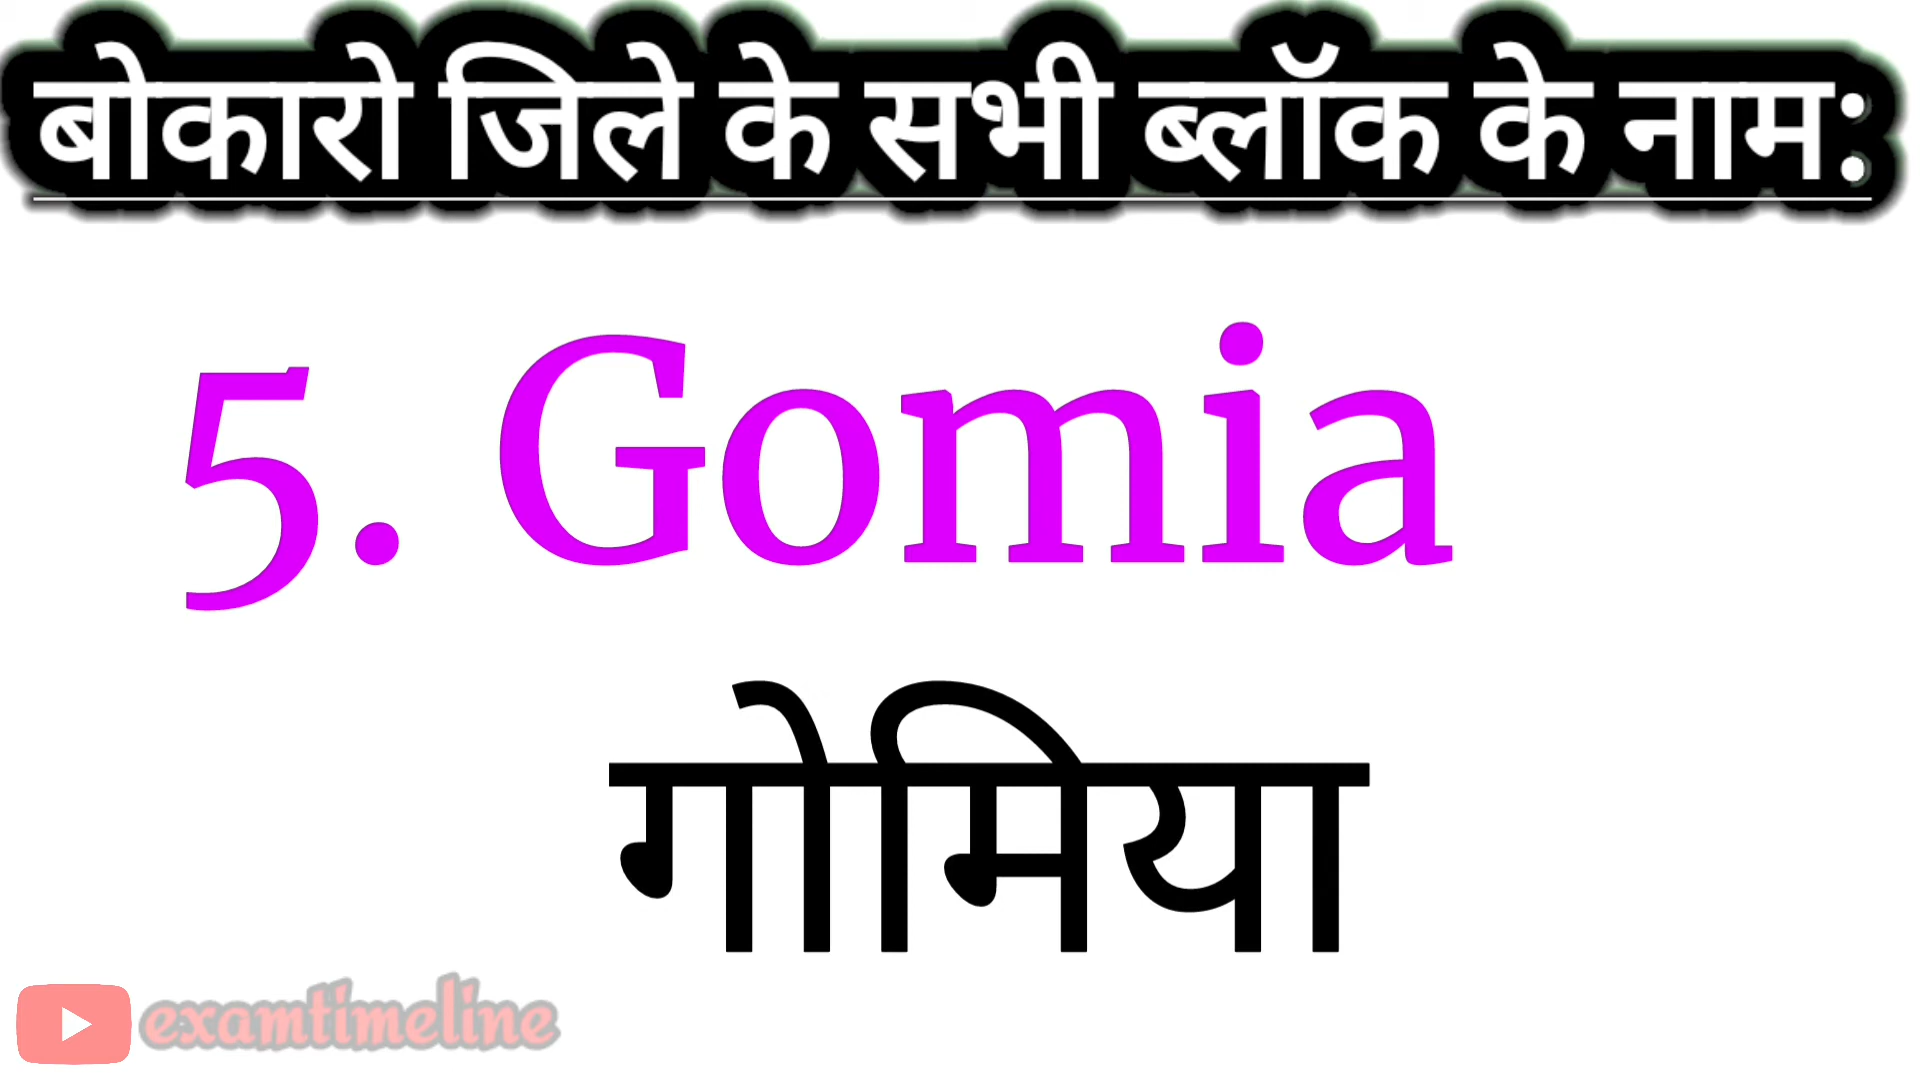 बोकारो जिले के सभी ब्लॉक के नाम:
5. Gomia
गोमिया
examtimeline